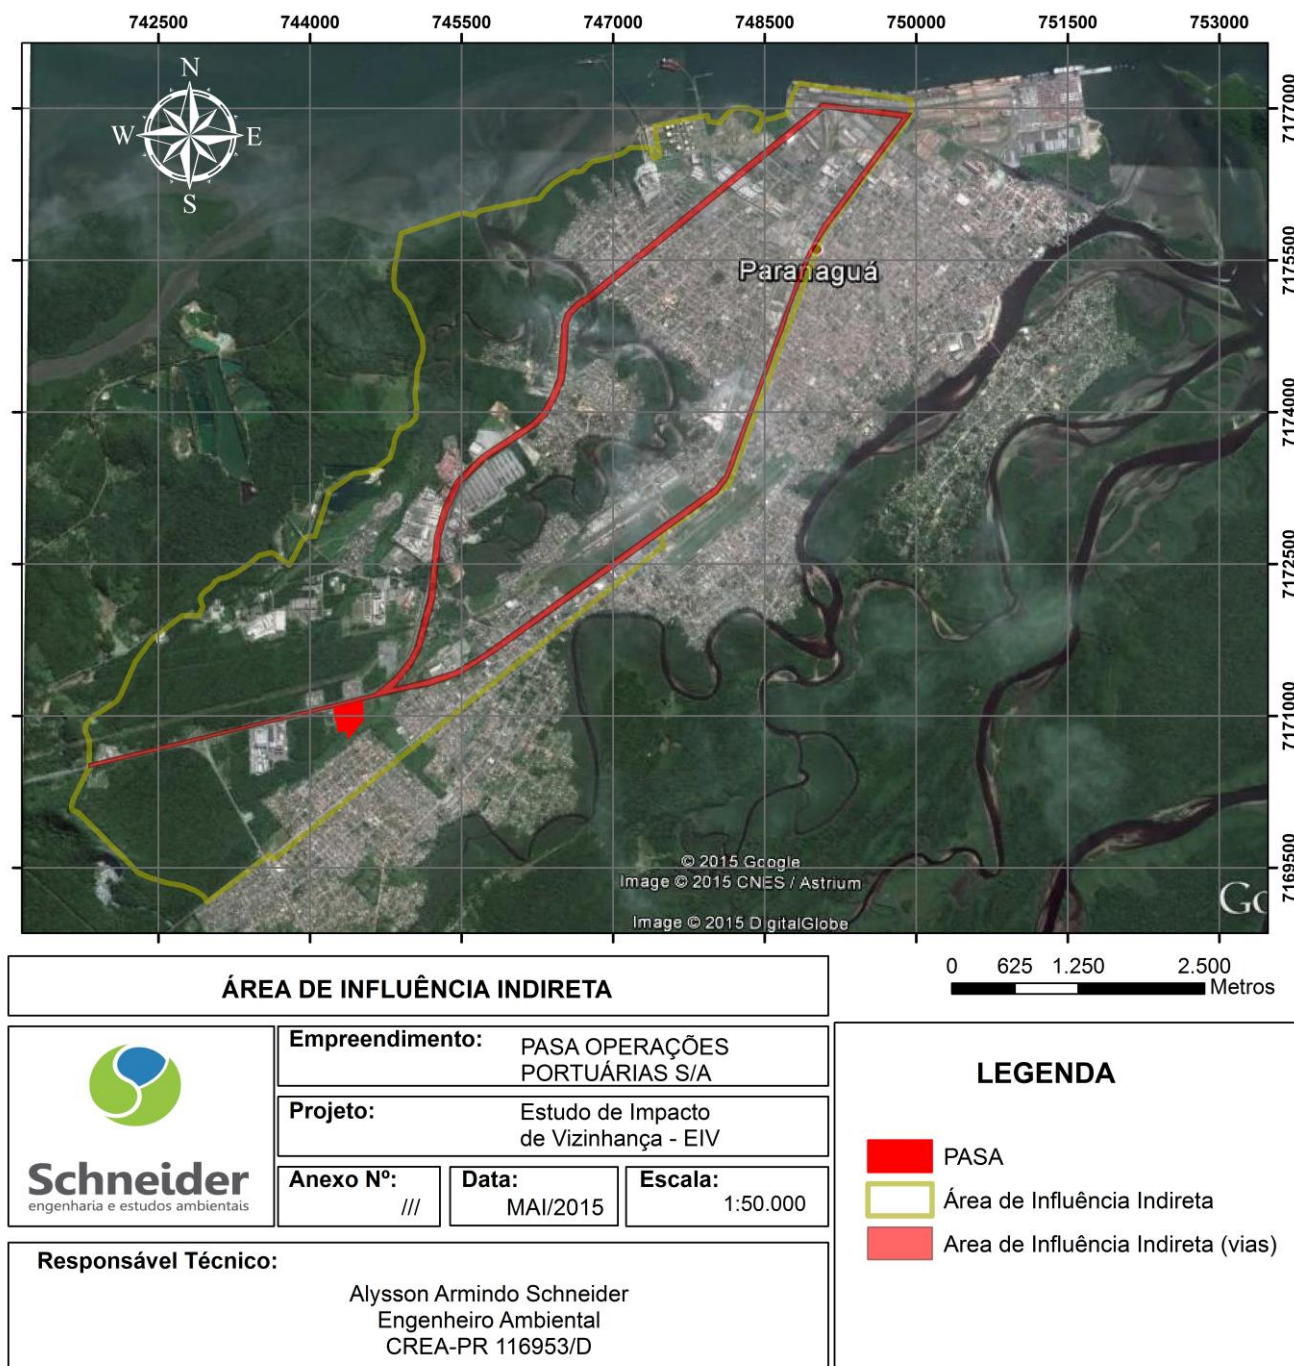 742500 744000 745500 747000 748500 750000 751500 753000
N
W E
S
7177000
7175500
7174000
7172500
7171000
7169500
Paranaguá
© 2015 Google
Image © 2015 CNES / Astrium
Image © 2015 DigitalGlobe
Go
ÁREA DE INFLUÊNCIA INDIRETA
0 625 1.250 2.500
Metros
Schneider
engenharia e estudos ambientais
Empreendimento: PASA OPERAÇÕES
PORTUÁRIAS S/A
Projeto: Estudo de Impacto
de Vizinhança - EIV
Anexo Nº:
///
Data:
MAI/2015
Escala:
1:50.000
Responsável Técnico:
Alysson Armindo Schneider
Engenheiro Ambiental
CREA-PR 116953/D
LEGENDA
PASA
Área de Influência Indireta
Area de Influência Indireta (vias)